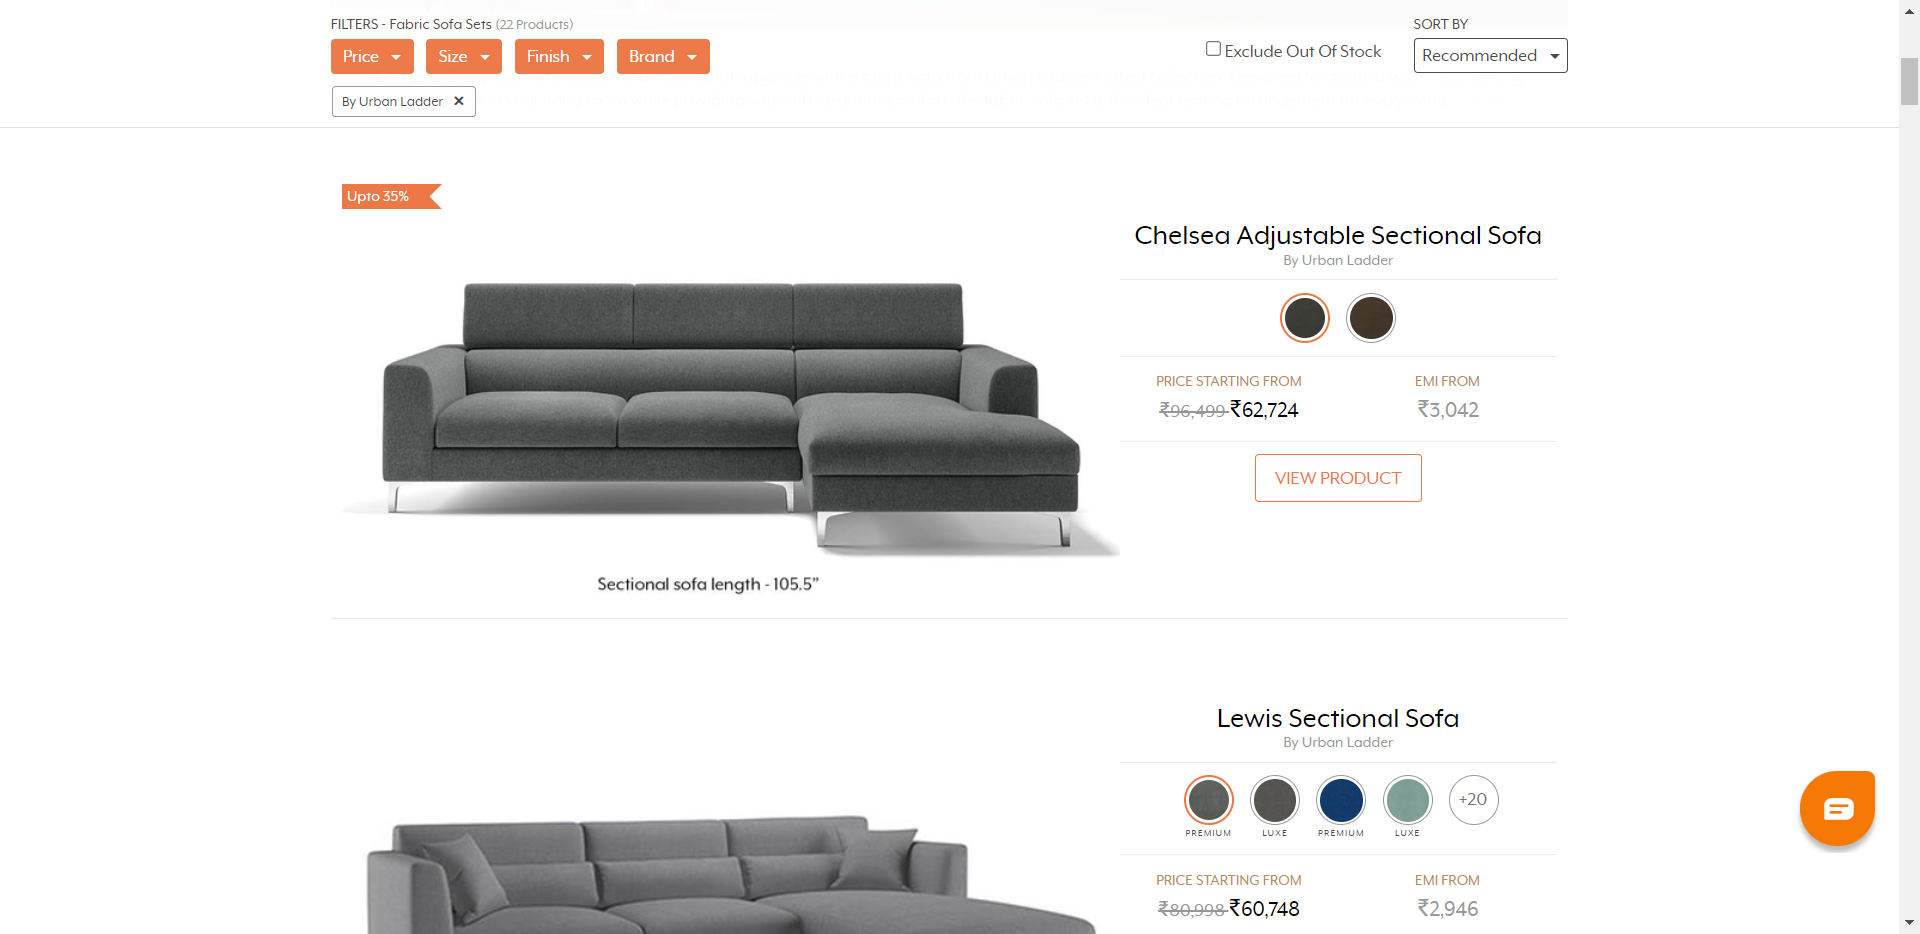 FILTERS - Fabric Sofa Sets (22 Products)
SORT BY
Price
Size
Finish
Brand
Exclude Out Of Stock
Recommended
By Urban Ladder ✕
Upto 35%
Chelsea Adjustable Sectional Sofa
By Urban Ladder
PRICE STARTING FROM
EMI FROM
₹96,499 ₹62,724
₹3,042
VIEW PRODUCT
Sectional sofa length - 105.5”
Lewis Sectional Sofa
By Urban Ladder
+20
PREMIUM
LUXE
PREMIUM
LUXE
PRICE STARTING FROM
EMI FROM
₹80,998 ₹60,748
₹2,946